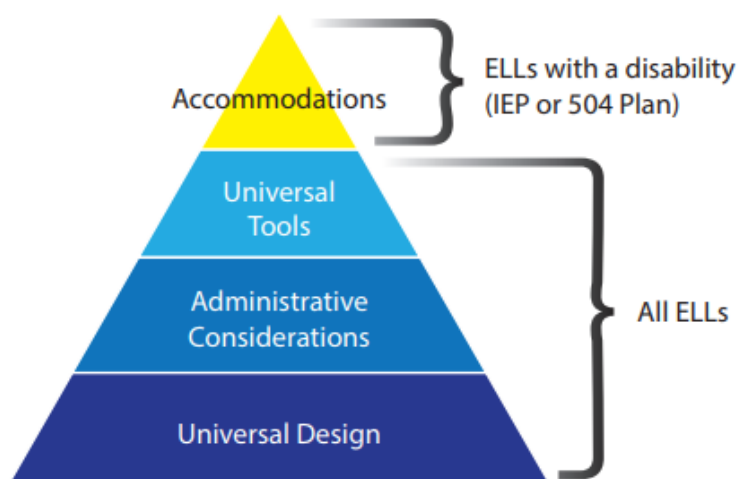 Accommodations
ELLs with a disability
(IEP or 504 Plan)
Universal
Tools
Administrative
Considerations
All ELLs
Universal Design